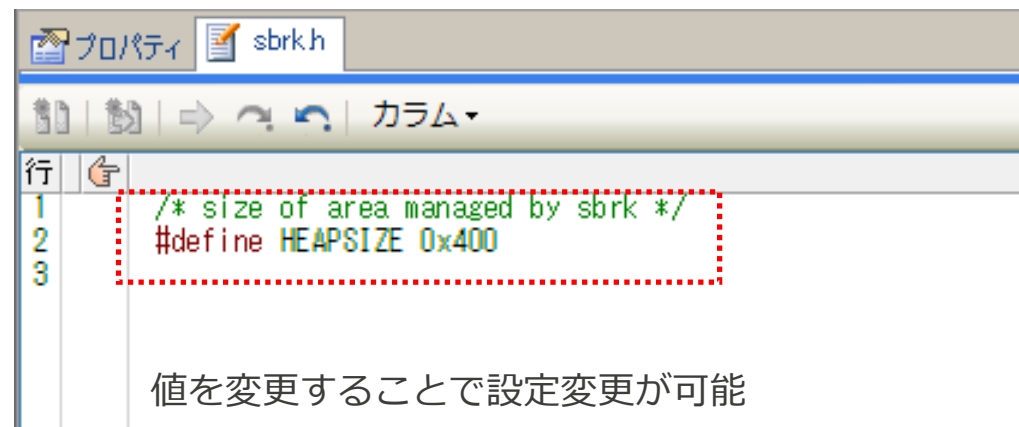 プロパティ sbrk.h
カラム
行
1 /* size of area managed by sbrk */
2 #define HEAPSIZE 0x400
3
値を変更することで設定変更が可能